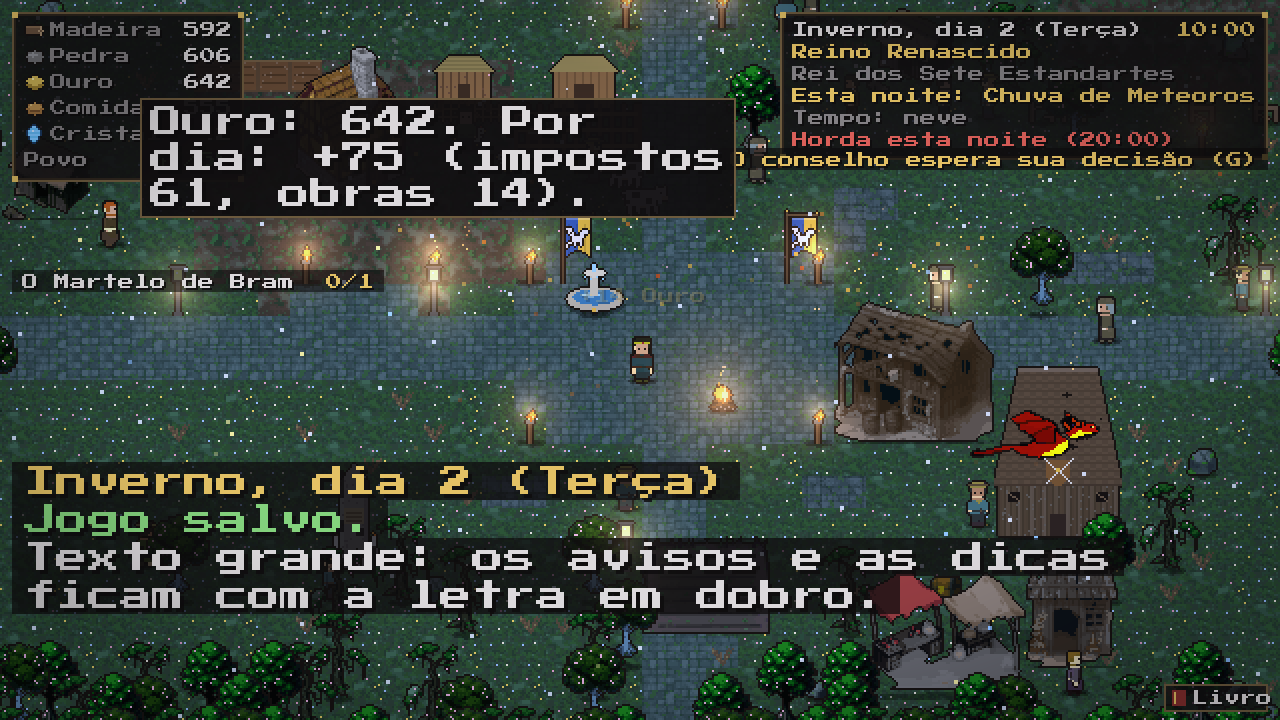 Madeira 592
Pedra 606
Ouro 642
Comida
Crista
Povo
Ouro: 642. Por
dia: +75 (impostos
61, obras 14).
Inverno, dia 2 (Terça) 10:00
Reino Renascido
Rei dos Sete Estandartes
Esta noite: Chuva de Meteoros
Tempo: neve
Horda esta noite (20:00)
O conselho espera sua decisão (G)
O Martelo de Bram 0/1
Ouro
Inverno, dia 2 (Terça)
Jogo salvo.
Texto grande: os avisos e as dicas
ficam com a letra em dobro.
Livro